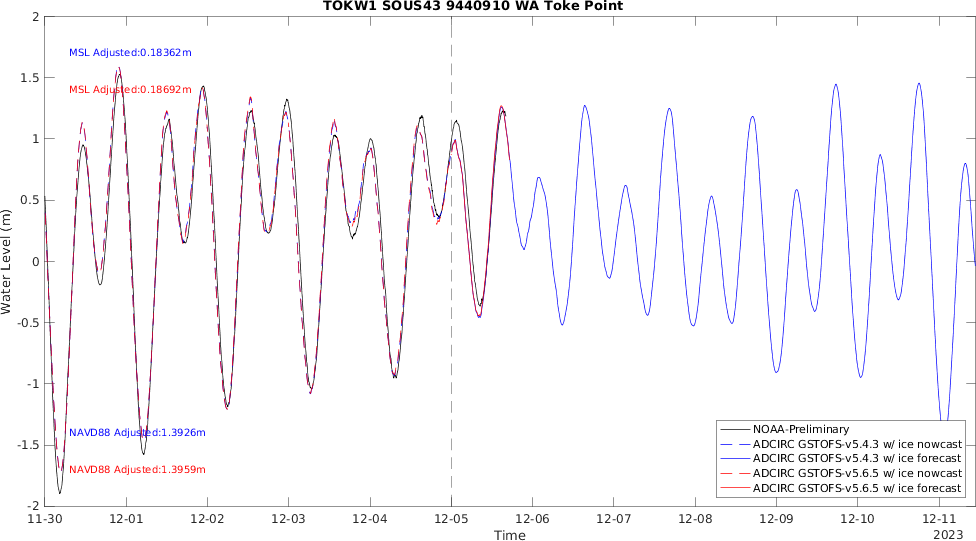 TOKW1 SOUS43 9440910 WA Toke Point
2
1.5
1
0.5
0
-0.5
-1
-1.5
-2
Water Level (m)
MSL Adjusted:0.18362m
MSL Adjusted:0.18692m
NAVD88 Adjusted:1.3926m
NAVD88 Adjusted:1.3959m
NOAA-Preliminary
ADCIRC GSTOFS-v5.4.3 w/ ice nowcast
ADCIRC GSTOFS-v5.4.3 w/ ice forecast
ADCIRC GSTOFS-v5.6.5 w/ ice nowcast
ADCIRC GSTOFS-v5.6.5 w/ ice forecast
11-30 12-01 12-02 12-03 12-04 12-05 12-06 12-07 12-08 12-09 12-10 12-11
Time
2023